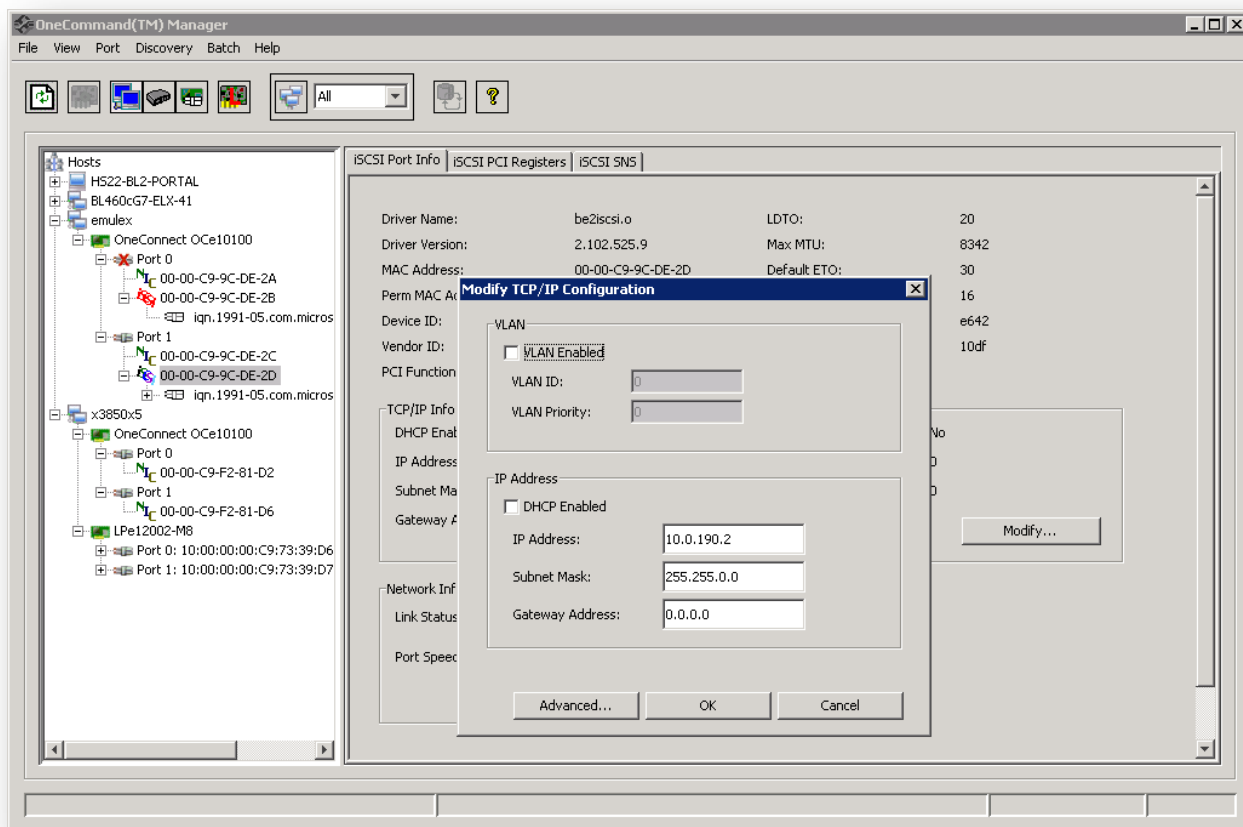 OneCommand(TM) Manager
File View Port Discovery Batch Help
All
Hosts
HS22-BL2-PORTAL
BL460cG7-ELX-41
emulex
OneConnect OCe10100
Port 0
NIC 00-00-C9-9C-DE-2A
00-00-C9-9C-DE-2B
iqn.1991-05.com.micros
Port 1
NIC 00-00-C9-9C-DE-2C
00-00-C9-9C-DE-2D
iqn.1991-05.com.micros
x3850x5
OneConnect OCe10100
Port 0
NIC 00-00-C9-F2-81-D2
Port 1
NIC 00-00-C9-F2-81-D6
LPe12002-M8
Port 0: 10:00:00:00:C9:73:39:D6
Port 1: 10:00:00:00:C9:73:39:D7
iSCSI Port Info iSCSI PCI Registers iSCSI SNS
Driver Name: be2iscsi.o LDTO: 20
Driver Version: 2.102.525.9 Max MTU: 8342
MAC Address: 00-00-C9-9C-DE-2D Default ETO: 30
Perm MAC Ad 16
Device ID: e642
Vendor ID: 10df
PCI Function
TCP/IP Info
DHCP Enab No
IP Address 0
Subnet Ma 0
Gateway A
Modify...
Network Inf
Link Status
Port Speed
Modify TCP/IP Configuration
VLAN
VLAN Enabled
VLAN ID: 0
VLAN Priority: 0
IP Address
DHCP Enabled
IP Address: 10.0.190.2
Subnet Mask: 255.255.0.0
Gateway Address: 0.0.0.0
Advanced... OK Cancel